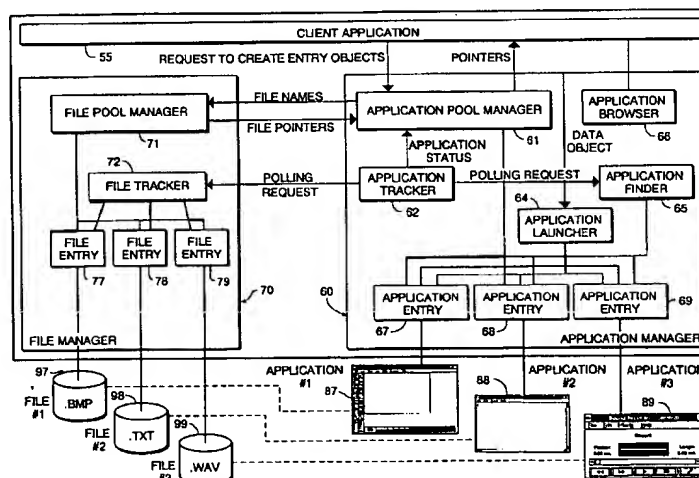 CLIENT APPLICATION
55
REQUEST TO CREATE ENTRY OBJECTS
POINTERS
FILE POOL MANAGER
71
FILE NAMES
FILE POINTERS
APPLICATION POOL MANAGER
61
APPLICATION BROWSER
66
DATA OBJECT
APPLICATION STATUS
72
FILE TRACKER
POLLING REQUEST
APPLICATION TRACKER
62
POLLING REQUEST
APPLICATION FINDER
65
64
APPLICATION LAUNCHER
FILE ENTRY
77
FILE ENTRY
78
FILE ENTRY
79
70
60
APPLICATION ENTRY
67
APPLICATION ENTRY
68
APPLICATION ENTRY
69
FILE MANAGER
APPLICATION MANAGER
97
FILE #1
.BMP
98
FILE #2
.TXT
99
FILE
.WAV
APPLICATION #1
87
APPLICATION #2
88
APPLICATION #3
89